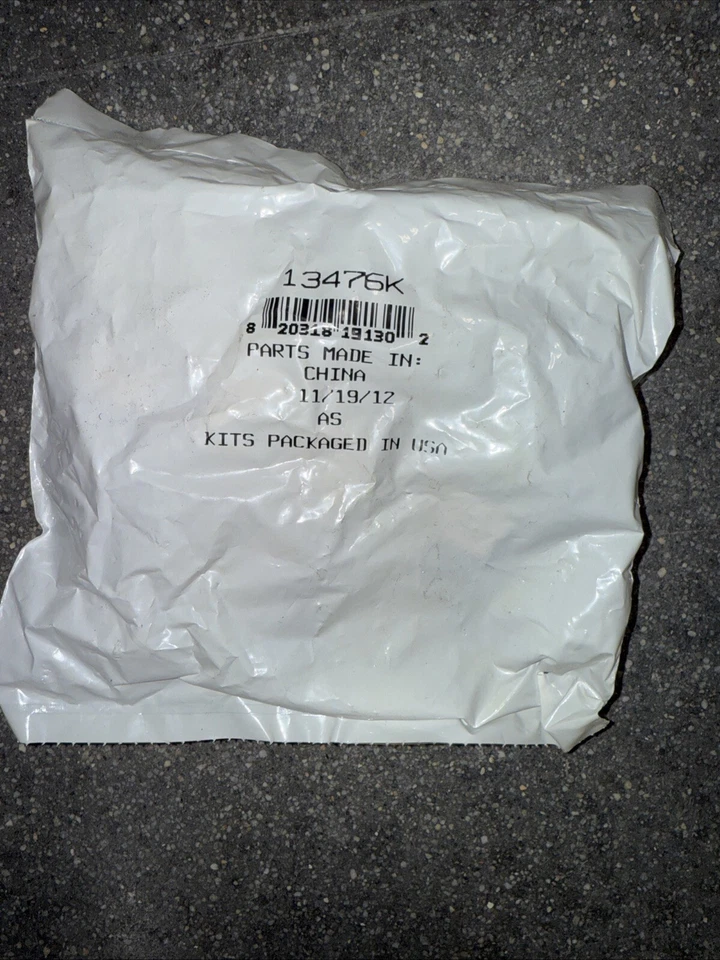 13476K
8 20318 19130 2
PARTS MADE IN:
CHINA
11/19/12
AS
KITS PACKAGED IN USA